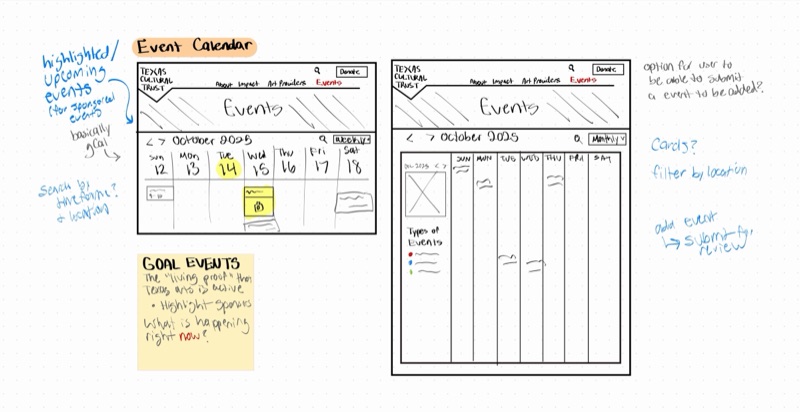 Event Calendar
highlighted/
upcoming
events
(for sponsored
events
basically
gcal
Search by
timeframe?
+ location
TEXAS
CULTURAL
TRUST
Donate
About Impact Art Providers Events
Events
< > October 2025
Weekly
Sun Mon Tue Wed Thu Fri Sat
12 13 14 15 16 17 18
GOAL EVENTS
The "living proof" that
Texas arts is active
• Highlight sponsors
What is happening
right now?
TEXAS
CULTURAL
TRUST
Donate
About Impact Art Providers Events
Events
< > October 2025
Monthly
2025 < >
SUN MUN TUE WED THU FRI SAT
Types of
Events
option for user to
be able to submit
a event to be added?
Cards?
filter by location
add event
↳ submit for
review